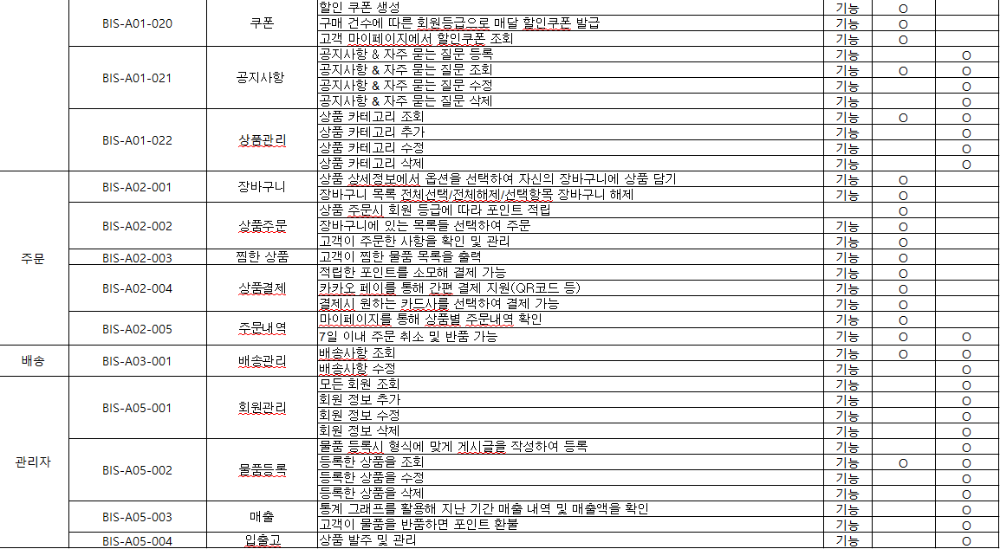 할인 쿠폰 생성 기능 O
BIS-A01-020 쿠폰 구매 건수에 따른 회원등급으로 매달 할인쿠폰 발급 기능 O
고객 마이페이지에서 할인쿠폰 조회 기능 O
공지사항 & 자주 묻는 질문 등록 기능 O
BIS-A01-021 공지사항 공지사항 & 자주 묻는 질문 조회 기능 O O
공지사항 & 자주 묻는 질문 수정 기능 O
공지사항 & 자주 묻는 질문 삭제 기능 O
상품 카테고리 조회 기능 O O
BIS-A01-022 상품관리 상품 카테고리 추가 기능 O
상품 카테고리 수정 기능 O
상품 카테고리 삭제 기능 O
BIS-A02-001 장바구니 상품 상세정보에서 옵션을 선택하여 자신의 장바구니에 상품 담기 기능 O
장바구니 목록 전체선택/전체해제/선택항목 장바구니 해제 기능 O
상품 주문시 회원 등급에 따라 포인트 적립 O
BIS-A02-002 상품주문 장바구니에 있는 목록들 선택하여 주문 기능 O
고객이 주문한 사항을 확인 및 관리 기능 O
주문 BIS-A02-003 찜한 상품 고객이 찜한 물품 목록을 출력 기능 O
적립한 포인트를 소모해 결제 가능 기능 O
BIS-A02-004 상품결제 카카오 페이를 통해 간편 결제 지원(QR코드 등) 기능 O
결제시 원하는 카드사를 선택하여 결제 가능 기능 O
BIS-A02-005 주문내역 마이페이지를 통해 상품별 주문내역 확인 기능 O
7일 이내 주문 취소 및 반품 가능 기능 O O
배송 BIS-A03-001 배송관리 배송사항 조회 기능 O O
배송사항 수정 기능 O
모든 회원 조회 기능 O
BIS-A05-001 회원관리 회원 정보 추가 기능 O
회원 정보 수정 기능 O
회원 정보 삭제 기능 O
물품 등록시 형식에 맞게 게시글을 작성하여 등록 기능 O
관리자 BIS-A05-002 물품등록 등록한 상품을 조회 기능 O O
등록한 상품을 수정 기능 O
등록한 상품을 삭제 기능 O
BIS-A05-003 매출 통계 그래프를 활용해 지난 기간 매출 내역 및 매출액을 확인 기능 O
고객이 물품을 반품하면 포인트 환불 기능 O
BIS-A05-004 입출고 상품 발주 및 관리 기능 O